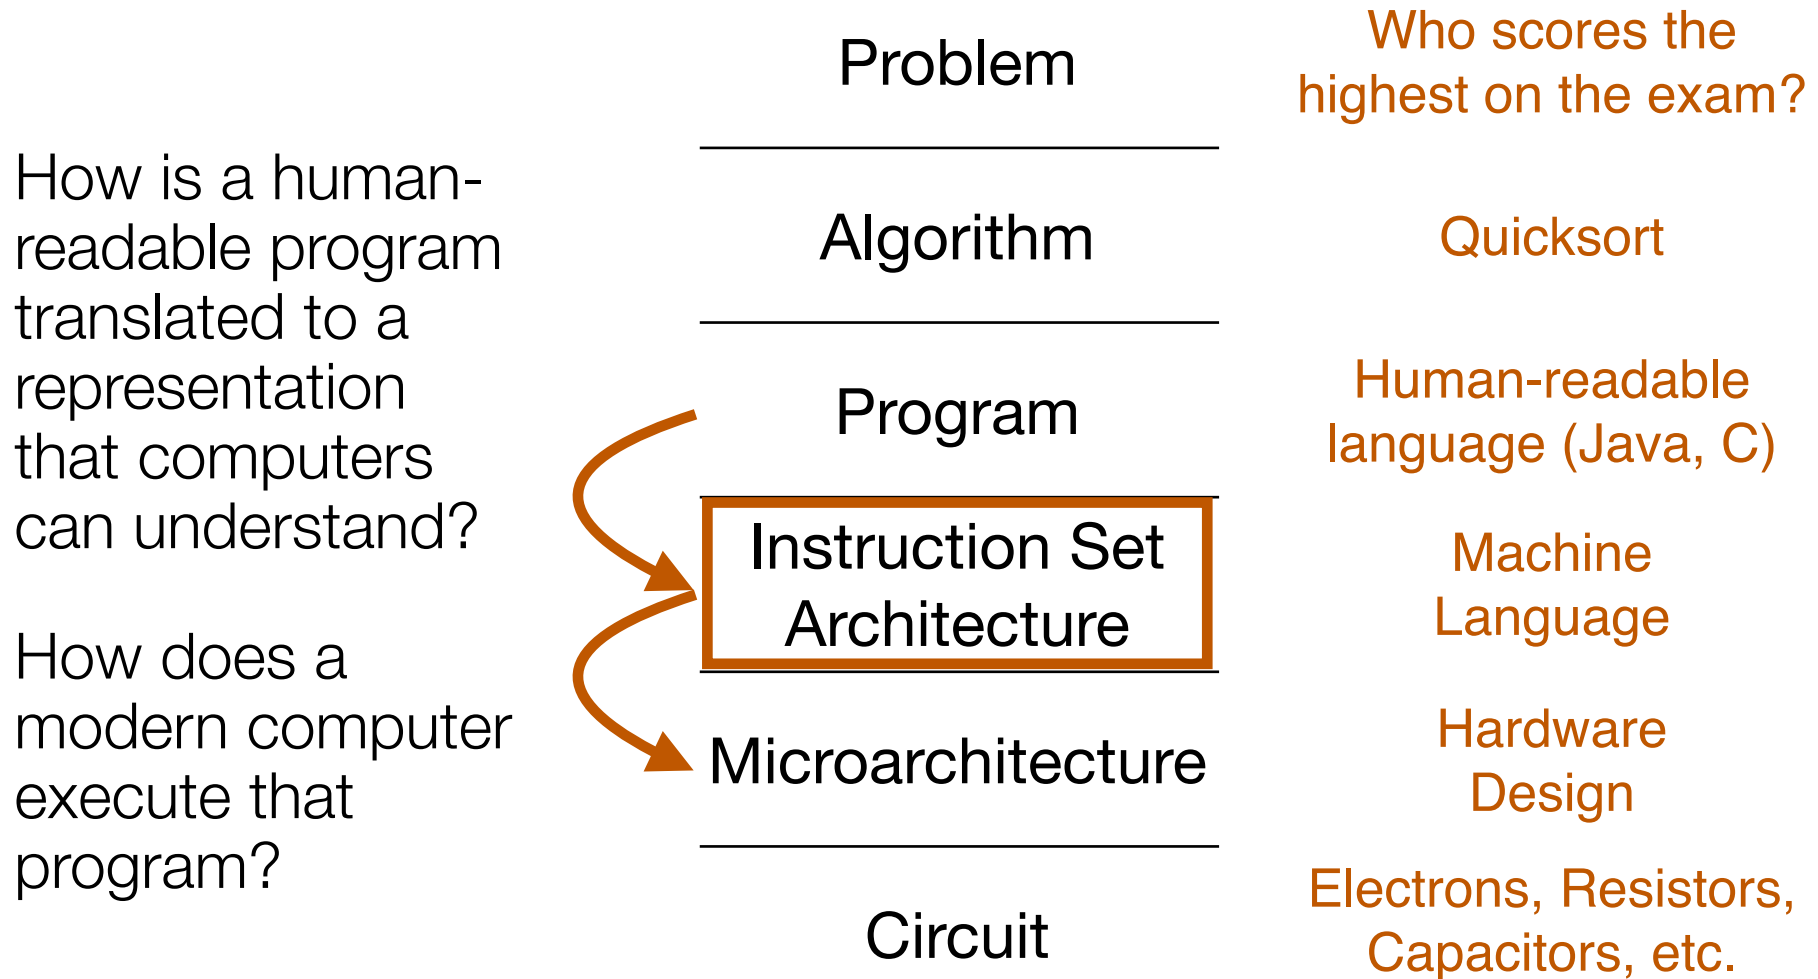 How is a human-
readable program
translated to a
representation
that computers
can understand?
How does a
modern computer
execute that
program?
Problem
Algorithm
Program
Instruction Set
Architecture
Microarchitecture
Circuit
Who scores the
highest on the exam?
Quicksort
Human-readable
language (Java, C)
Machine
Language
Hardware
Design
Electrons, Resistors,
Capacitors, etc.